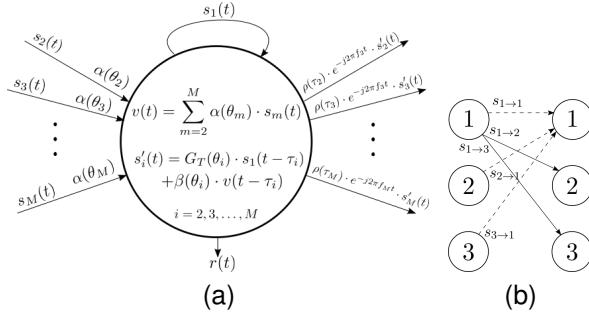 s_1(t)
s_2(t)
α(θ_2)
s_3(t)
α(θ_3)
s_M(t)
α(θ_M)
v(t) = \sum_{m=2}^{M} α(θ_m) · s_m(t)
s'_i(t) = G_T(θ_i) · s_1(t − τ_i)
+β(θ_i) · v(t − τ_i)
i = 2, 3, . . . , M
ρ(τ_2) · e^{−j2πf_2t} · s'_2(t)
ρ(τ_3) · e^{−j2πf_3t} · s'_3(t)
ρ(τ_M) · e^{−j2πf_Mt} · s'_M(t)
r(t)
(a)
s_{1→1}
1
1
s_{1→2}
s_{1→3}
2
s_{2→1}
2
s_{3→1}
3
3
(b)